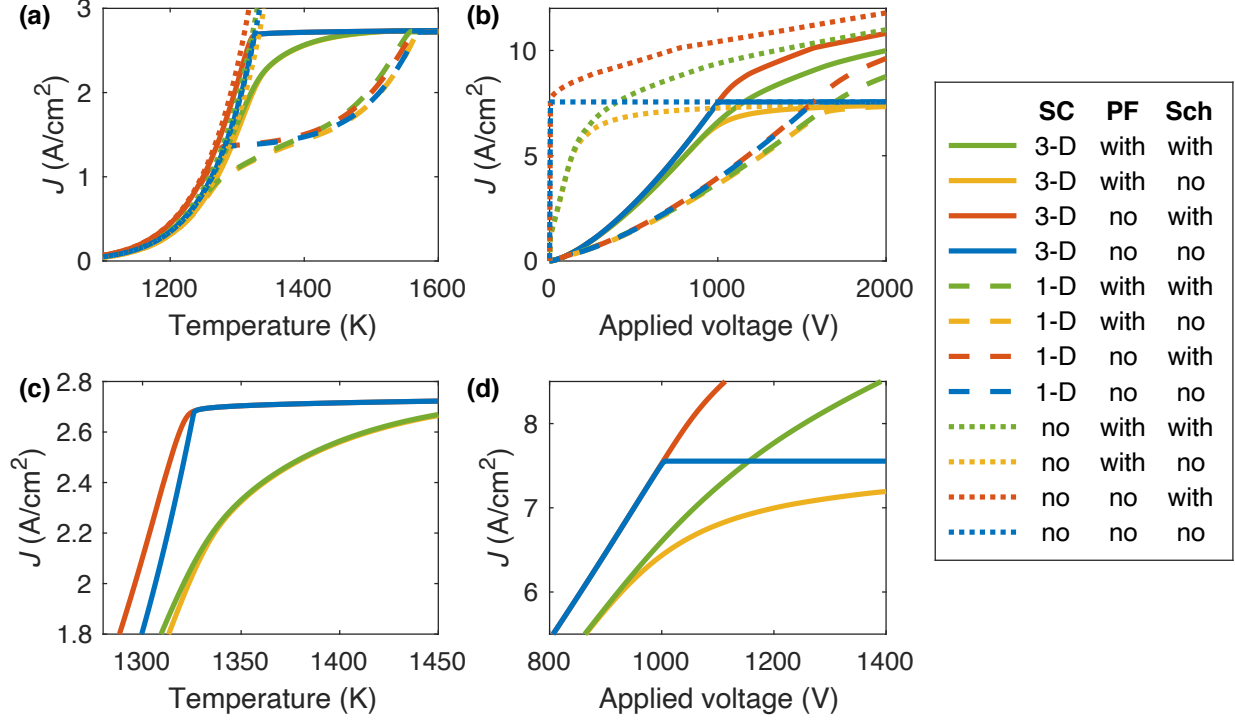 (a)
3
2
1
0
J (A/cm²)
1200 1400 1600
Temperature (K)
(b)
10
5
0
J (A/cm²)
0 1000 2000
Applied voltage (V)
(c)
2.8
2.6
2.4
2.2
2
1.8
J (A/cm²)
1300 1350 1400 1450
Temperature (K)
(d)
8
7
6
J (A/cm²)
800 1000 1200 1400
Applied voltage (V)
SC PF Sch
3-D with with
3-D with no
3-D no with
3-D no no
1-D with with
1-D with no
1-D no with
1-D no no
no with with
no with no
no no with
no no no